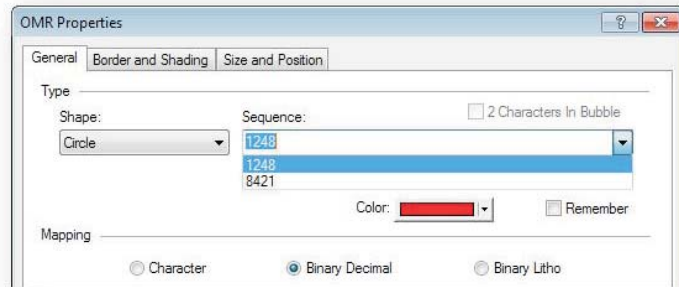 OMR Properties
General Border and Shading Size and Position
Type
Shape: Sequence: 2 Characters In Bubble
Circle 1248
1248
8421
Color: Remember
Mapping
Character Binary Decimal Binary Litho